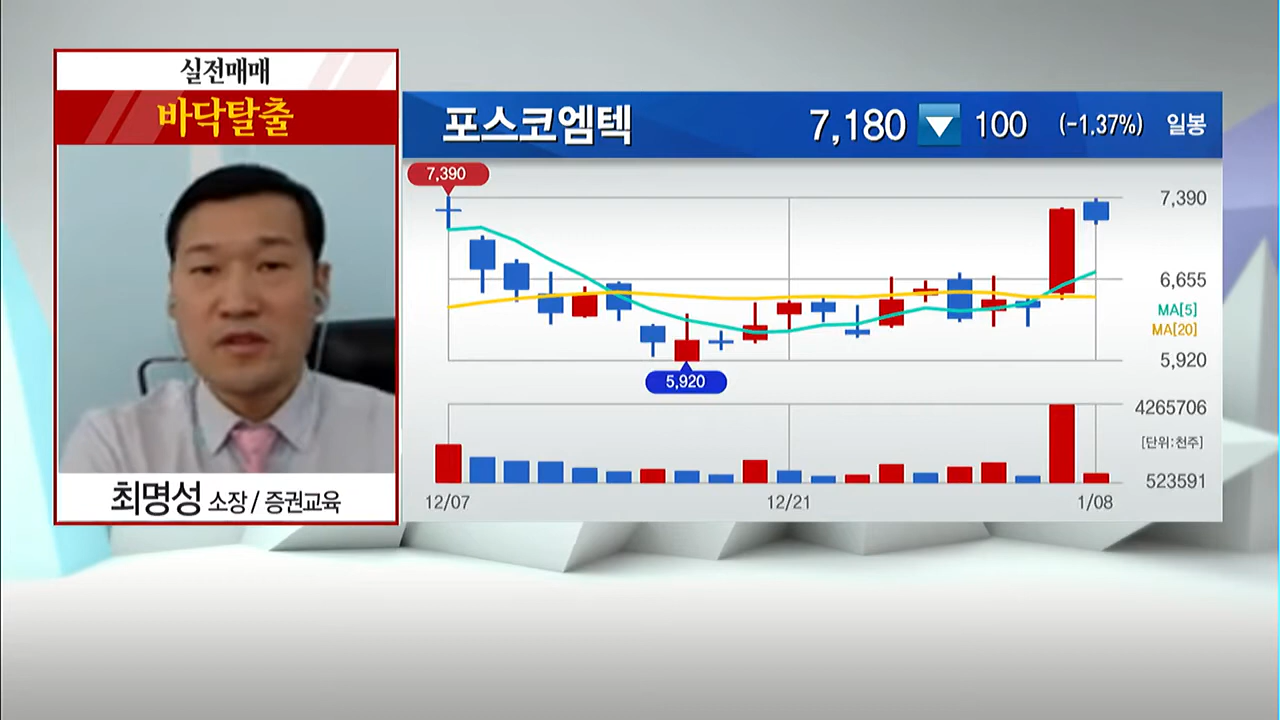 실전매매
바닥탈출
최명성 소장 / 증권교육
포스코엠텍 7,180 ▼ 100 (-1.37%) 일봉
7,390
7,390
6,655
MA[5]
MA[20]
5,920
5,920
4265706
[단위:천주]
523591
12/07 12/21 1/08